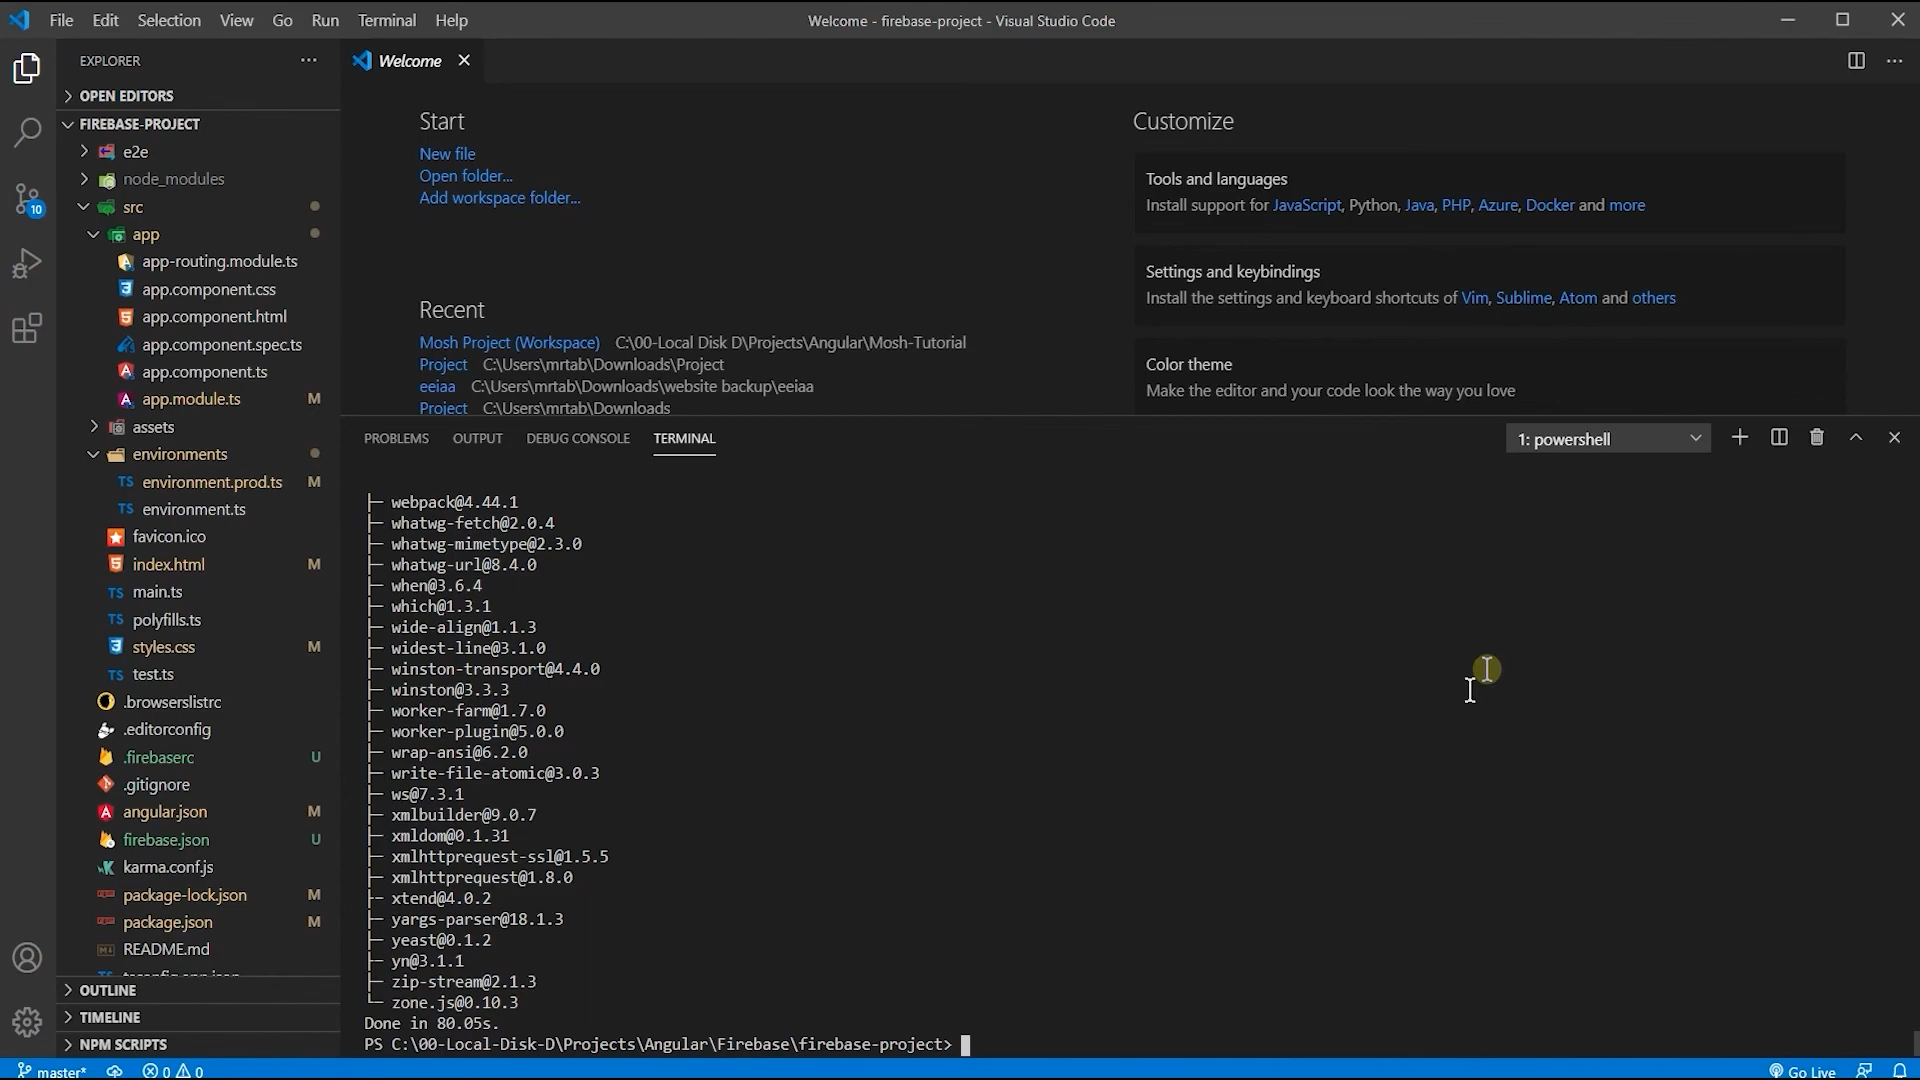 File Edit Selection View Go Run Terminal Help
Welcome - firebase-project - Visual Studio Code
EXPLORER
OPEN EDITORS
FIREBASE-PROJECT
e2e
node_modules
src
app
app-routing.module.ts
app.component.css
app.component.html
app.component.spec.ts
app.component.ts
app.module.ts M
assets
environments
TS environment.prod.ts M
TS environment.ts
favicon.ico
index.html M
TS main.ts
TS polyfills.ts
styles.css M
TS test.ts
.browserslistrc
.editorconfig
.firebaserc U
.gitignore
angular.json M
firebase.json U
karma.conf.js
package-lock.json M
package.json M
README.md
OUTLINE
TIMELINE
NPM SCRIPTS
10
Welcome
Start
New file
Open folder...
Add workspace folder...
Recent
Mosh Project (Workspace) C:\00-Local Disk D\Projects\Angular\Mosh-Tutorial
Project C:\Users\mrtab\Downloads\Project
eeiaa C:\Users\mrtab\Downloads\website backup\eeiaa
Project C:\Users\mrtab\Downloads
Customize
Tools and languages
Install support for JavaScript, Python, Java, PHP, Azure, Docker and more
Settings and keybindings
Install the settings and keyboard shortcuts of Vim, Sublime, Atom and others
Color theme
Make the editor and your code look the way you love
PROBLEMS OUTPUT DEBUG CONSOLE TERMINAL
1: powershell
├─ webpack@4.44.1
├─ whatwg-fetch@2.0.4
├─ whatwg-mimetype@2.3.0
├─ whatwg-url@8.4.0
├─ when@3.6.4
├─ which@1.3.1
├─ wide-align@1.1.3
├─ widest-line@3.1.0
├─ winston-transport@4.4.0
├─ winston@3.3.3
├─ worker-farm@1.7.0
├─ worker-plugin@5.0.0
├─ wrap-ansi@6.2.0
├─ write-file-atomic@3.0.3
├─ ws@7.3.1
├─ xmlbuilder@9.0.7
├─ xmldom@0.1.31
├─ xmlhttprequest-ssl@1.5.5
├─ xmlhttprequest@1.8.0
├─ xtend@4.0.2
├─ yargs-parser@18.1.3
├─ yeast@0.1.2
├─ yn@3.1.1
├─ zip-stream@2.1.3
└─ zone.js@0.10.3
Done in 80.05s.
PS C:\00-Local-Disk-D\Projects\Angular\Firebase\firebase-project>
master* 0 0
Go Live